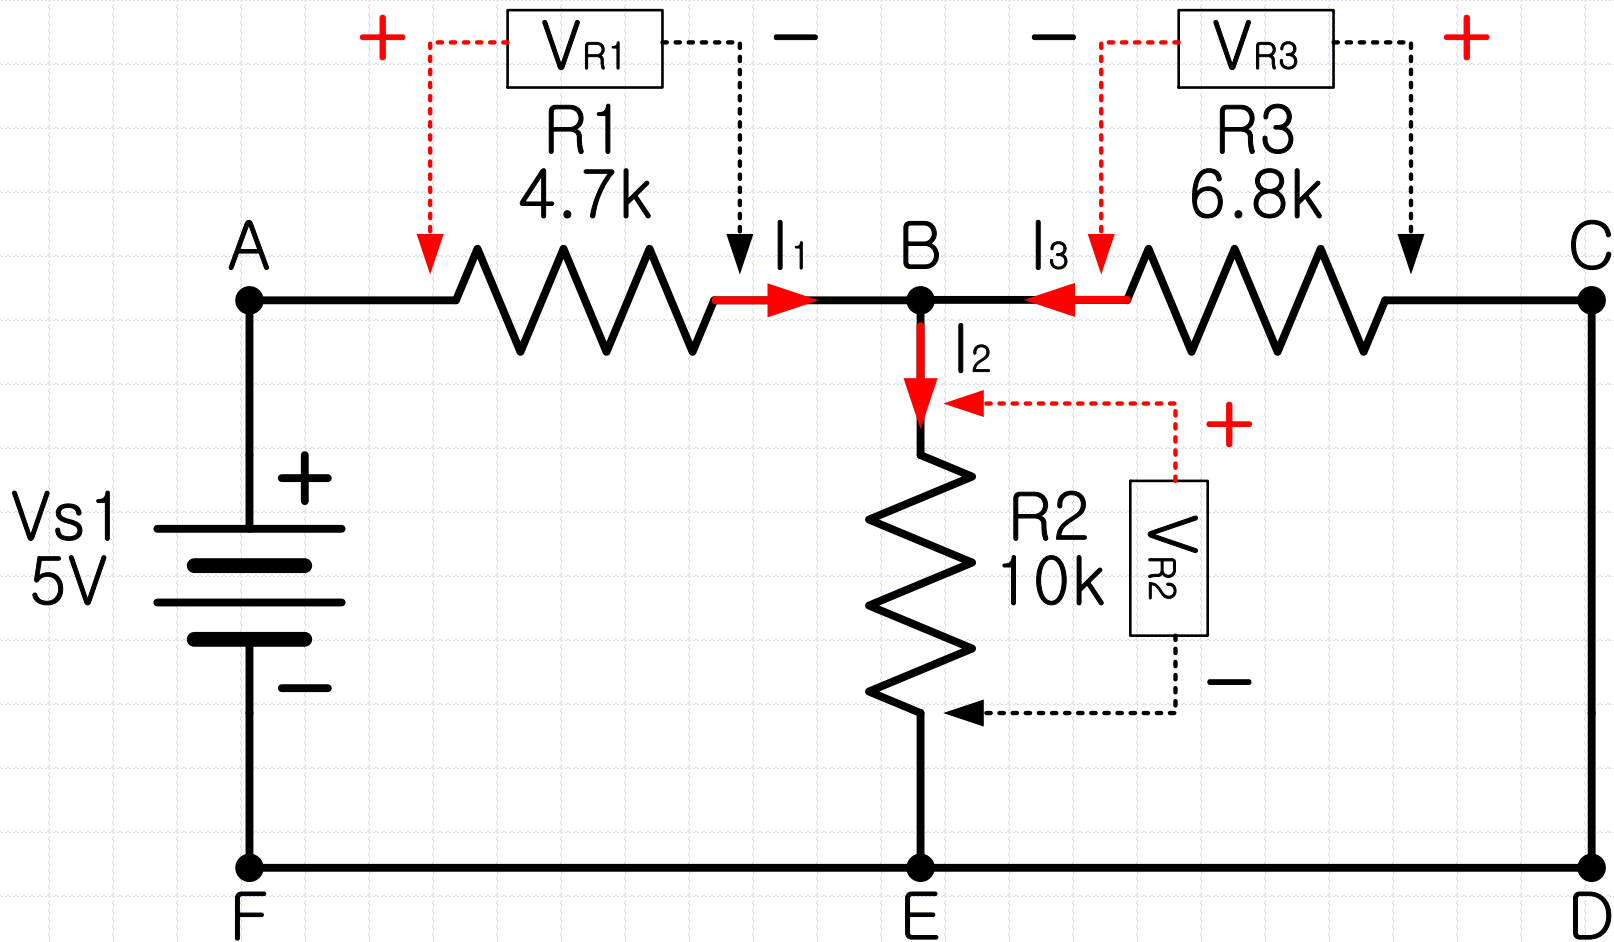 + VR1 −
− VR3 +
R1
4.7k
R3
6.8k
A
I1
B
I3
C
I2
+
+
Vs1
5V
R2
10k
VR2
−
−
F
E
D